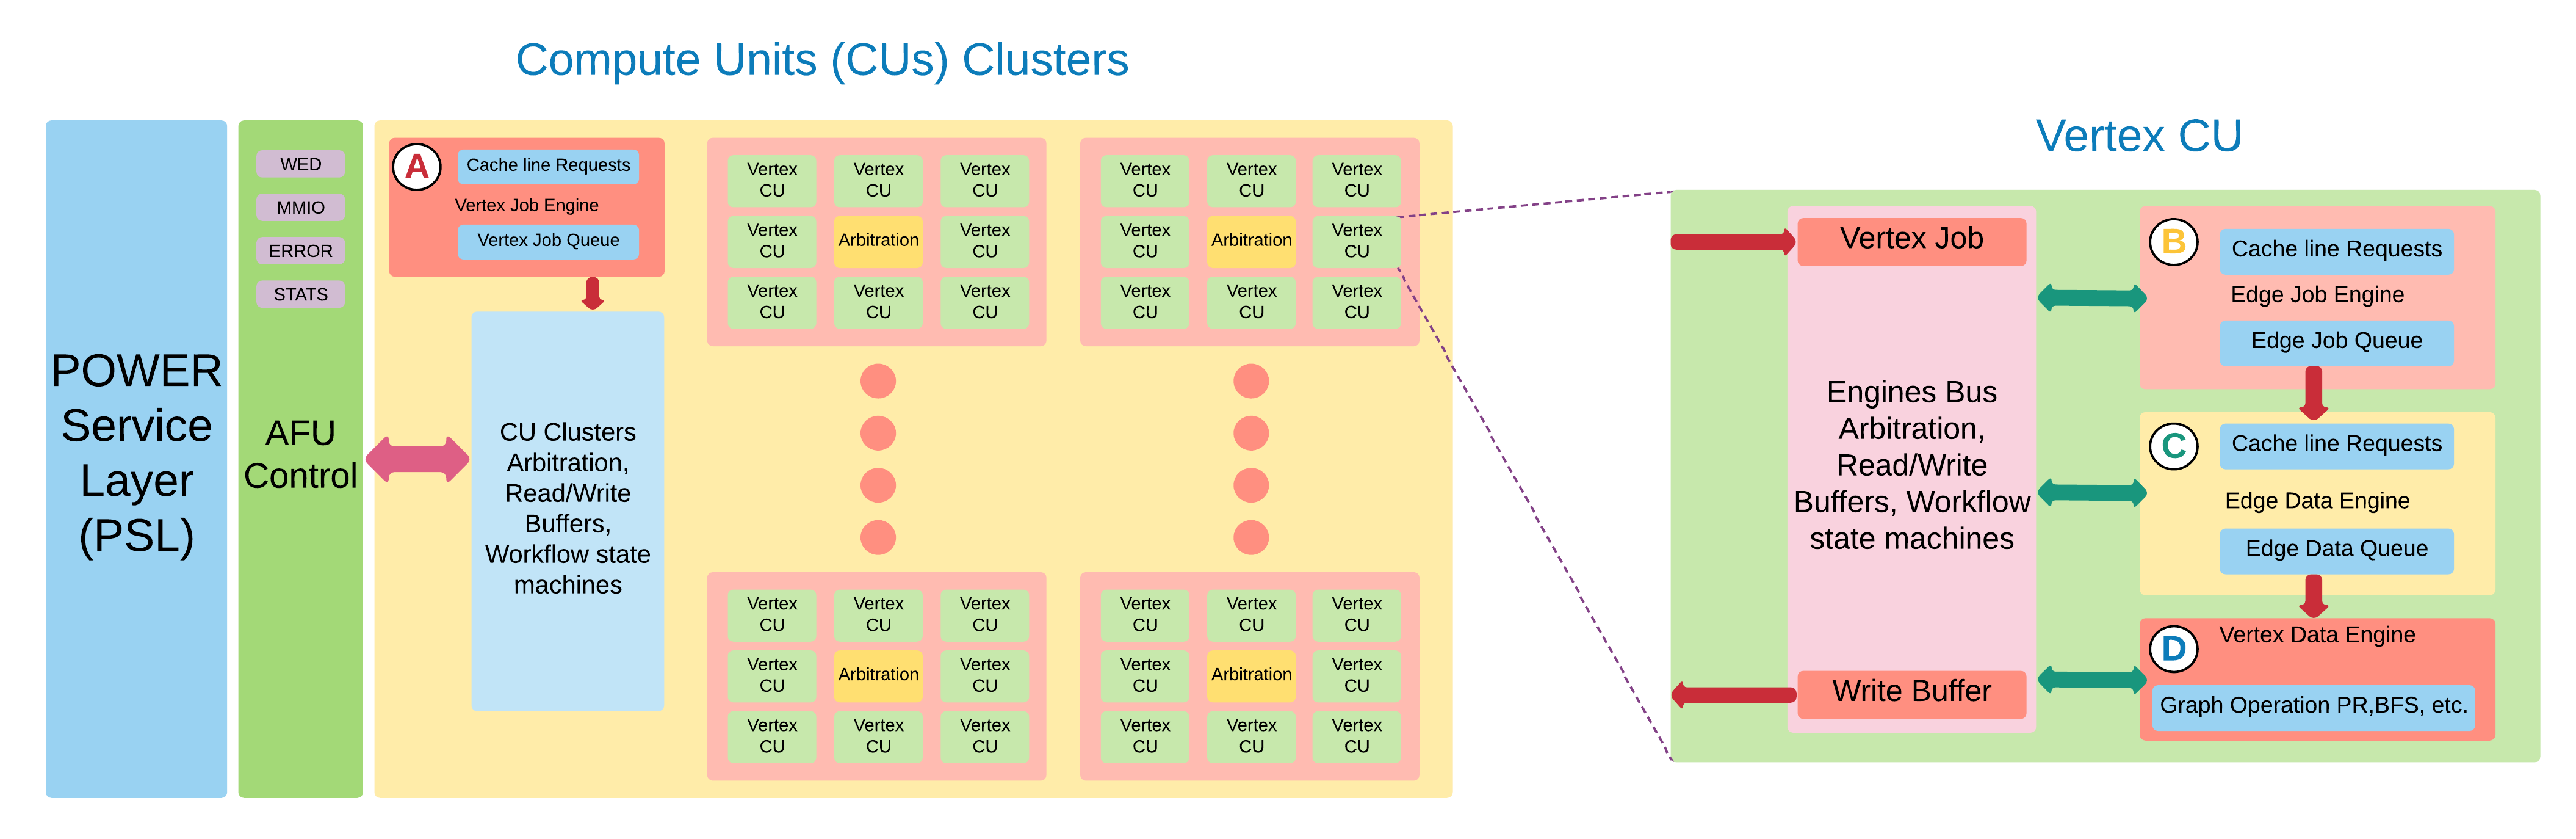 Compute Units (CUs) Clusters
POWER
Service
Layer
(PSL)
WED
MMIO
ERROR
STATS
AFU
Control
A
Cache line Requests
Vertex Job Engine
Vertex Job Queue
CU Clusters
Arbitration,
Read/Write
Buffers,
Workflow state
machines
Vertex Vertex Vertex
CU CU CU
Vertex Arbitration Vertex
CU CU
Vertex Vertex Vertex
CU CU CU
Vertex Vertex Vertex
CU CU CU
Vertex Arbitration Vertex
CU CU
Vertex Vertex Vertex
CU CU CU
Vertex Vertex Vertex
CU CU CU
Vertex Arbitration Vertex
CU CU
Vertex Vertex Vertex
CU CU CU
Vertex Vertex Vertex
CU CU CU
Vertex Arbitration Vertex
CU CU
Vertex Vertex Vertex
CU CU CU
Vertex CU
Vertex Job
Engines Bus
Arbitration,
Read/Write
Buffers, Workflow
state machines
Write Buffer
B
Cache line Requests
Edge Job Engine
Edge Job Queue
C
Cache line Requests
Edge Data Engine
Edge Data Queue
D
Vertex Data Engine
Graph Operation PR,BFS, etc.